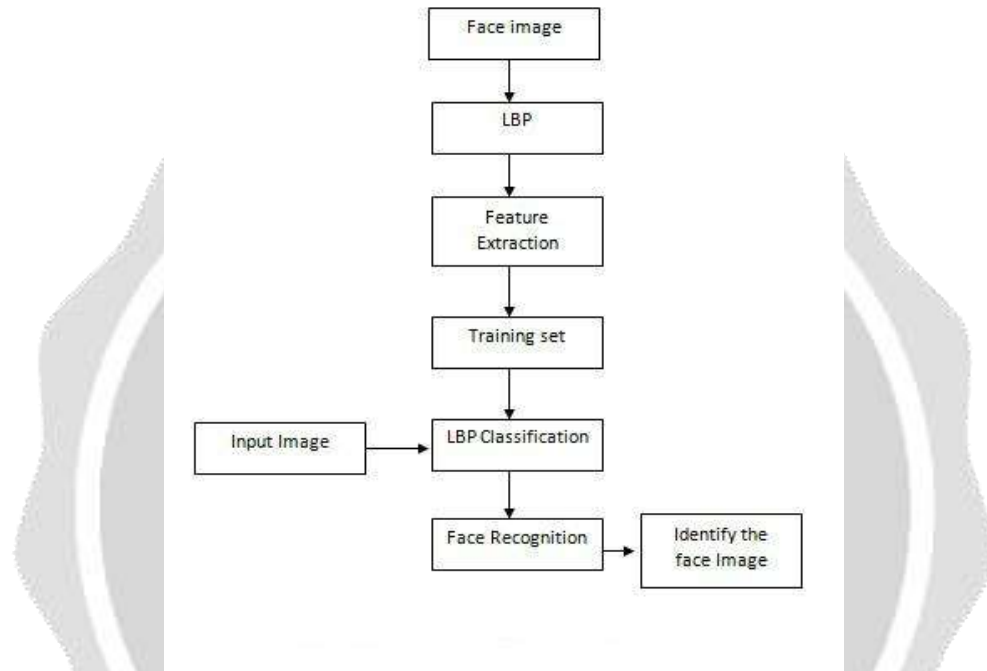 Face image
LBP
Feature
Extraction
Training set
Input Image
LBP Classification
Face Recognition
Identify the
face Image